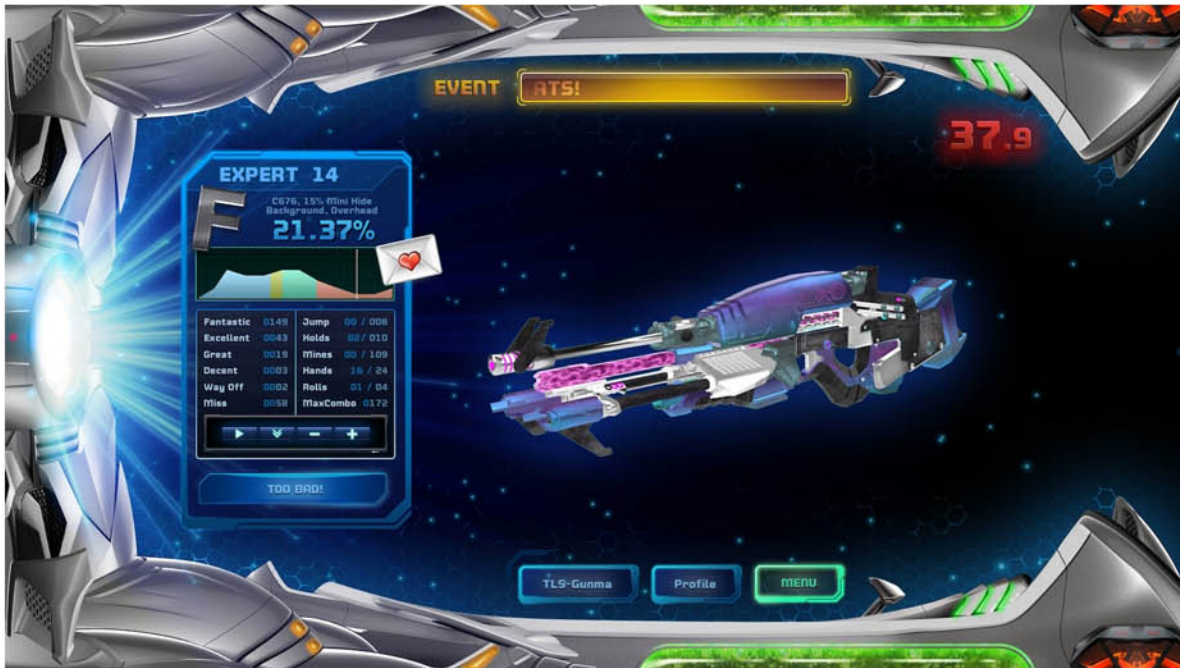 EVENT ATS!
37.9
EXPERT 14
F
C676, 15% Mini Hide
Background, Overhead
21.37%
Fantastic 0149 Jump 00 / 008
Excellent 0043 Holds 02/ 010
Great 0019 Mines 00 / 109
Decent 0003 Hands 16 / 24
Way Off 0002 Rolls 01 / 04
Miss 0058 MaxCombo 0172
TOO BAD!
TLS-Gunma Profile MENU